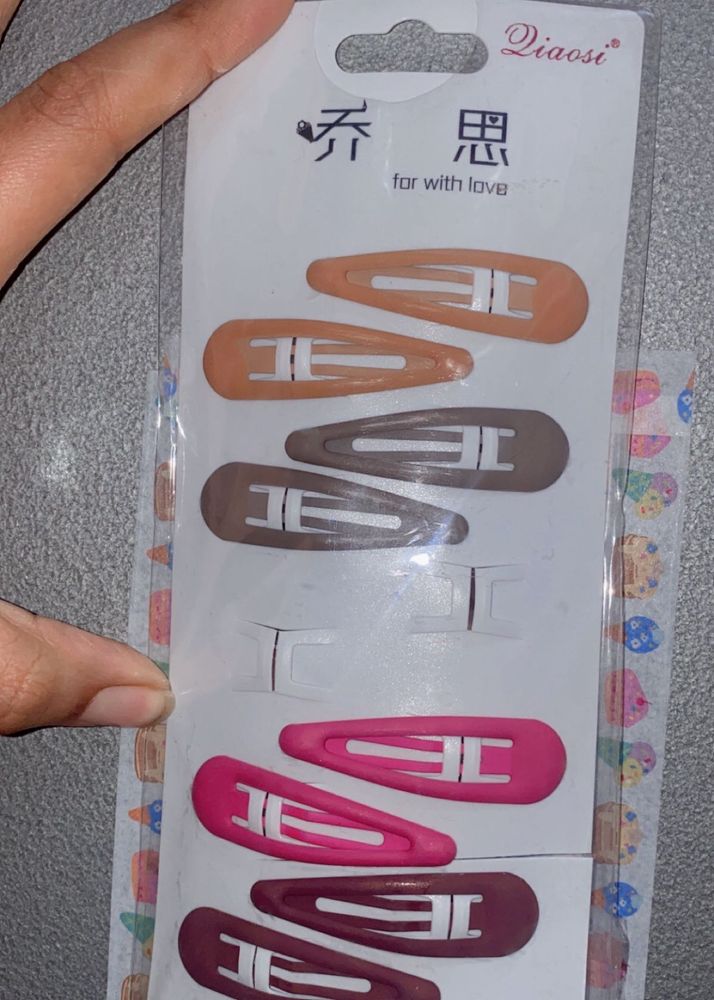 Qiaosi®
乔 思
for with love